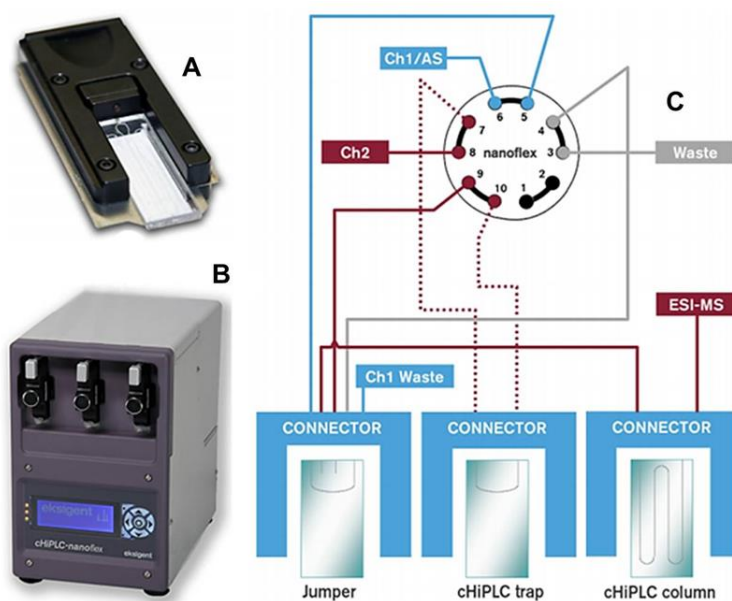 A
B
eksigent
cHiPLC-nanoflex
eksigent
C
Ch1/AS
6
5
7
4
Ch2
8
nanoflex
3
Waste
9
10
1
2
ESI-MS
Ch1 Waste
CONNECTOR
CONNECTOR
CONNECTOR
Jumper
cHiPLC trap
cHiPLC column